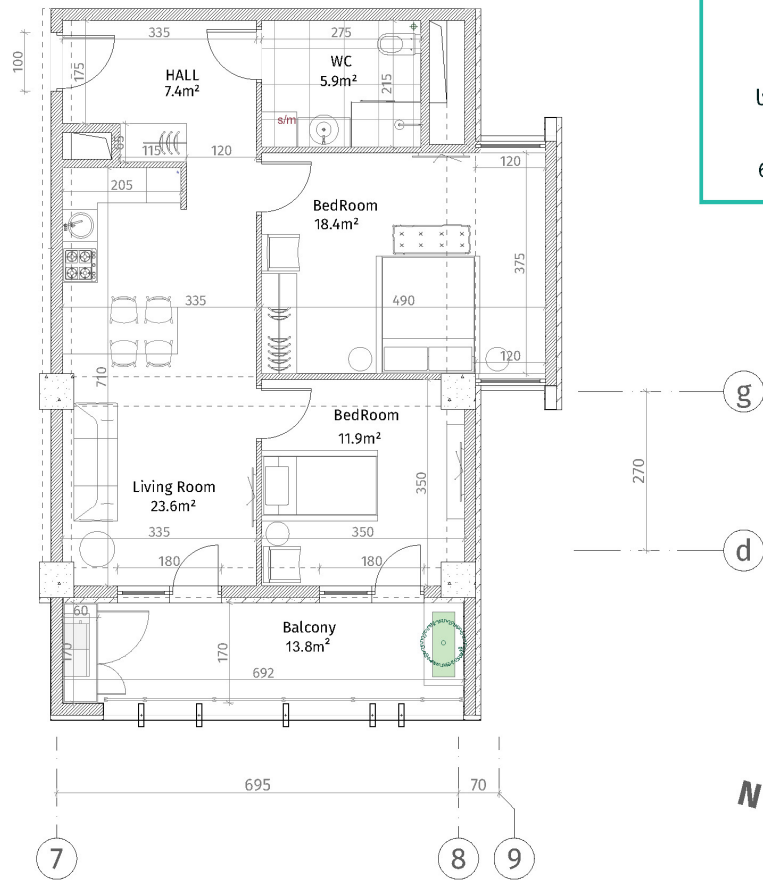 335
275
100
175
HALL
7.4m²
WC
5.9m²
215
s/m
65
115
120
120
205
BedRoom
18.4m²
375
335
490
120
710
BedRoom
11.9m²
g
350
270
Living Room
23.6m²
335
350
d
180
180
60
Balcony
13.8m²
170
170
692
695
70
N
7
8
9